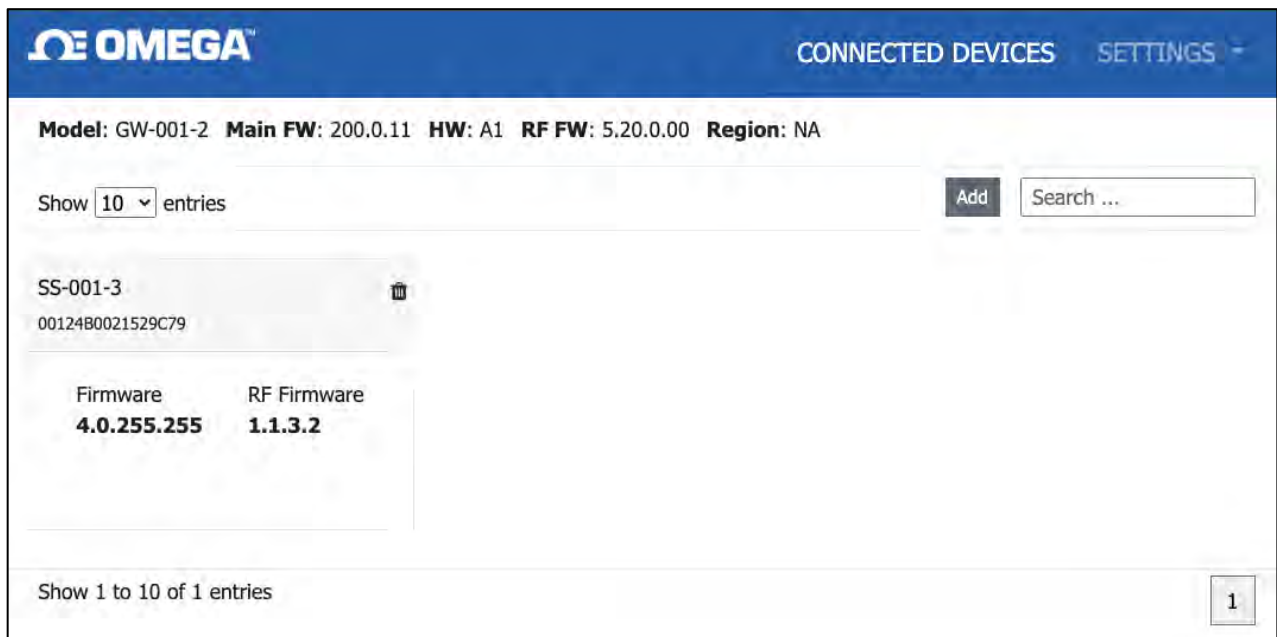 ΩE OMEGA™
CONNECTED DEVICES SETTINGS
Model: GW-001-2 Main FW: 200.0.11 HW: A1 RF FW: 5.20.0.00 Region: NA
Show 10 entries
Add Search ...
SS-001-3
00124B0021529C79
Firmware RF Firmware
4.0.255.255 1.1.3.2
Show 1 to 10 of 1 entries
1